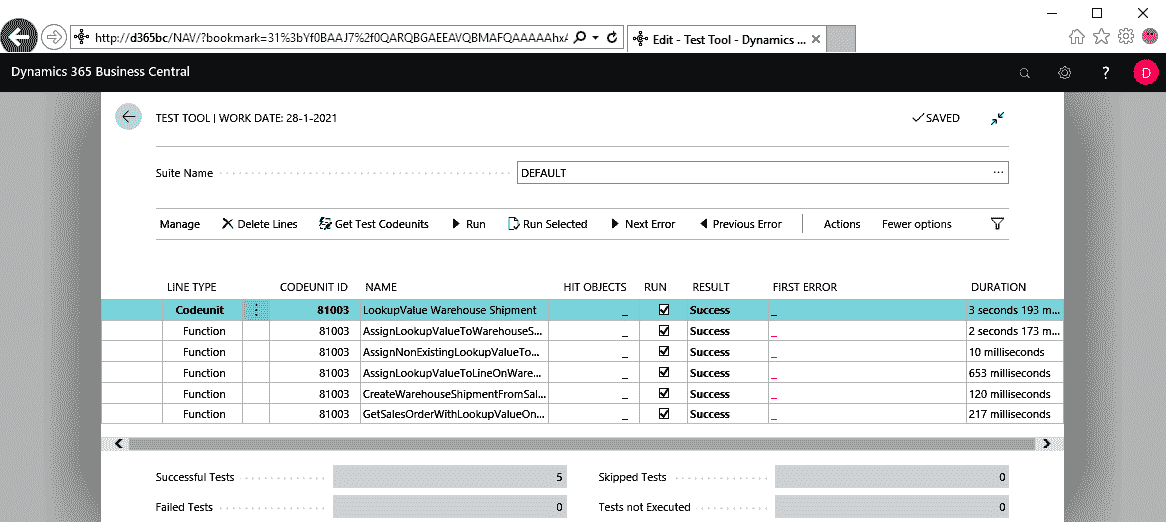 http://d365bc/NAV/?bookmark=31%3bYf0BAAJ7%2f0QARQBGAEEAVQBMAFQAAAAAhxA
Edit - Test Tool - Dynamics ...
Dynamics 365 Business Central
? D
TEST TOOL | WORK DATE: 28-1-2021 SAVED
Suite Name DEFAULT ...
Manage Delete Lines Get Test Codeunits Run Run Selected Next Error Previous Error Actions Fewer options
LINE TYPE CODEUNIT ID NAME HIT OBJECTS RUN RESULT FIRST ERROR DURATION
Codeunit 81003 LookupValue Warehouse Shipment _ Success _ 3 seconds 193 m...
Function 81003 AssignLookupValueToWarehouseS... _ Success _ 2 seconds 173 m...
Function 81003 AssignNonExistingLookupValueTo... _ Success _ 10 milliseconds
Function 81003 AssignLookupValueToLineOnWare... _ Success _ 653 milliseconds
Function 81003 CreateWarehouseShipmentFromSal... _ Success _ 120 milliseconds
Function 81003 GetSalesOrderWithLookupValueOn... _ Success _ 217 milliseconds
Successful Tests 5 Skipped Tests 0
Failed Tests 0 Tests not Executed 0